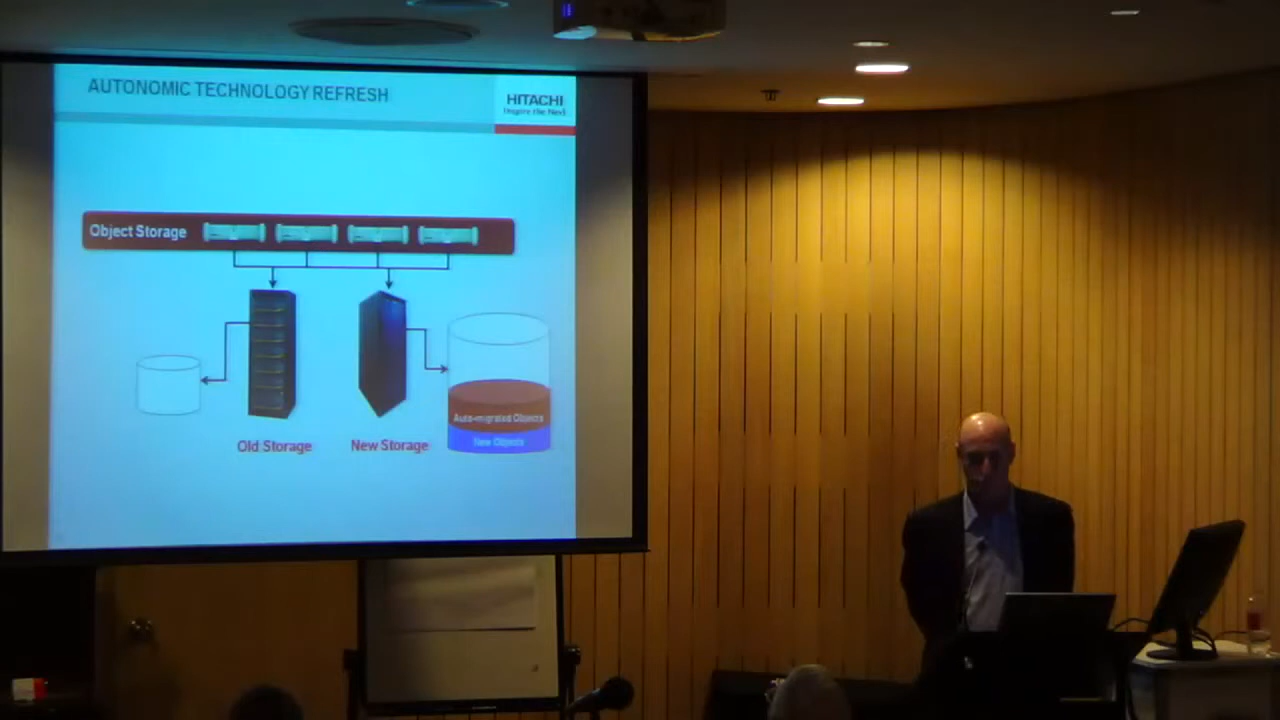 AUTONOMIC TECHNOLOGY REFRESH
HITACHI
Inspire the Next
Object Storage
Auto-migrated Objects
New Objects
Old Storage
New Storage